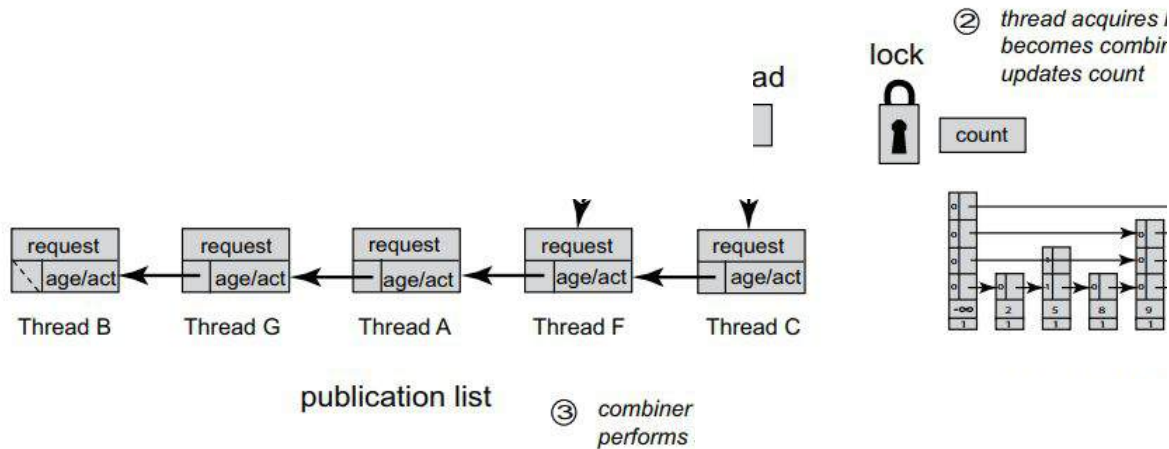 ② thread acquires
becomes
updates count
lock
count
request request request request request
age/act age/act age/act age/act age/act
Thread B Thread G Thread A Thread F Thread C
-∞ 2 5 8 9
1 1 1 1 1
publication list
③ combiner
performs